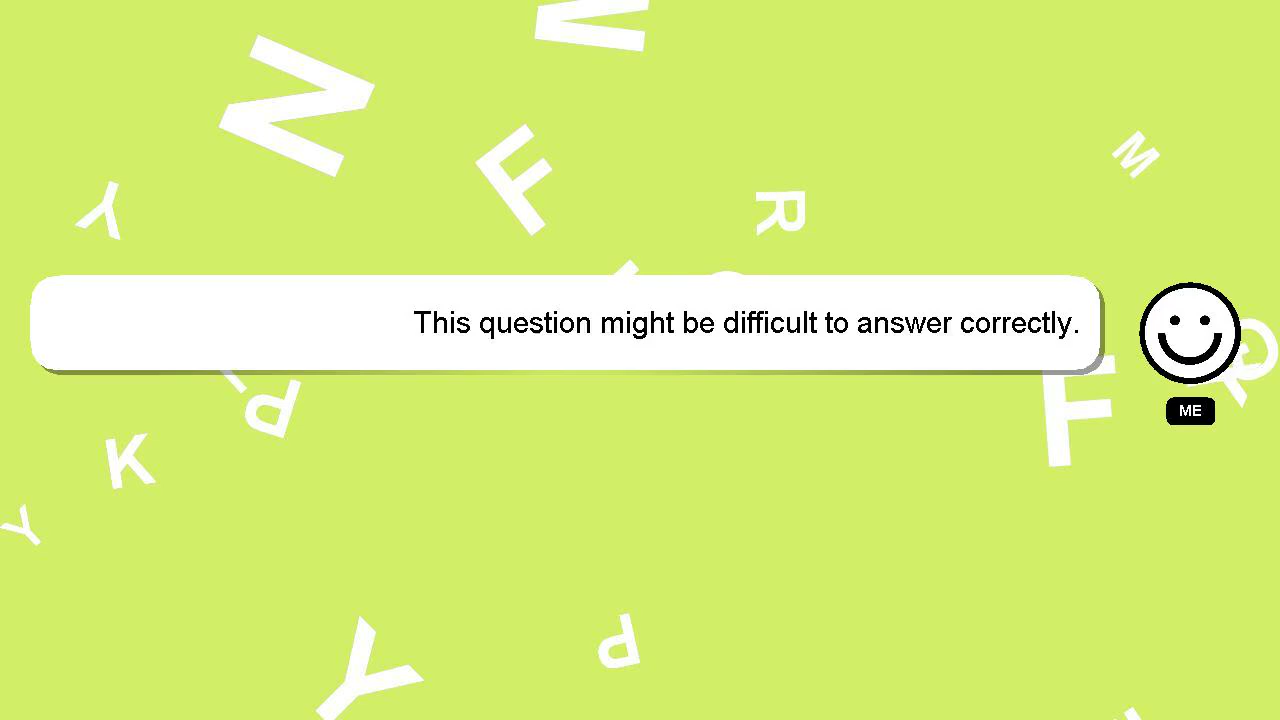 N
F
Y
R
M
This question might be difficult to answer correctly.
ME
F
P
K
Y
Y
P